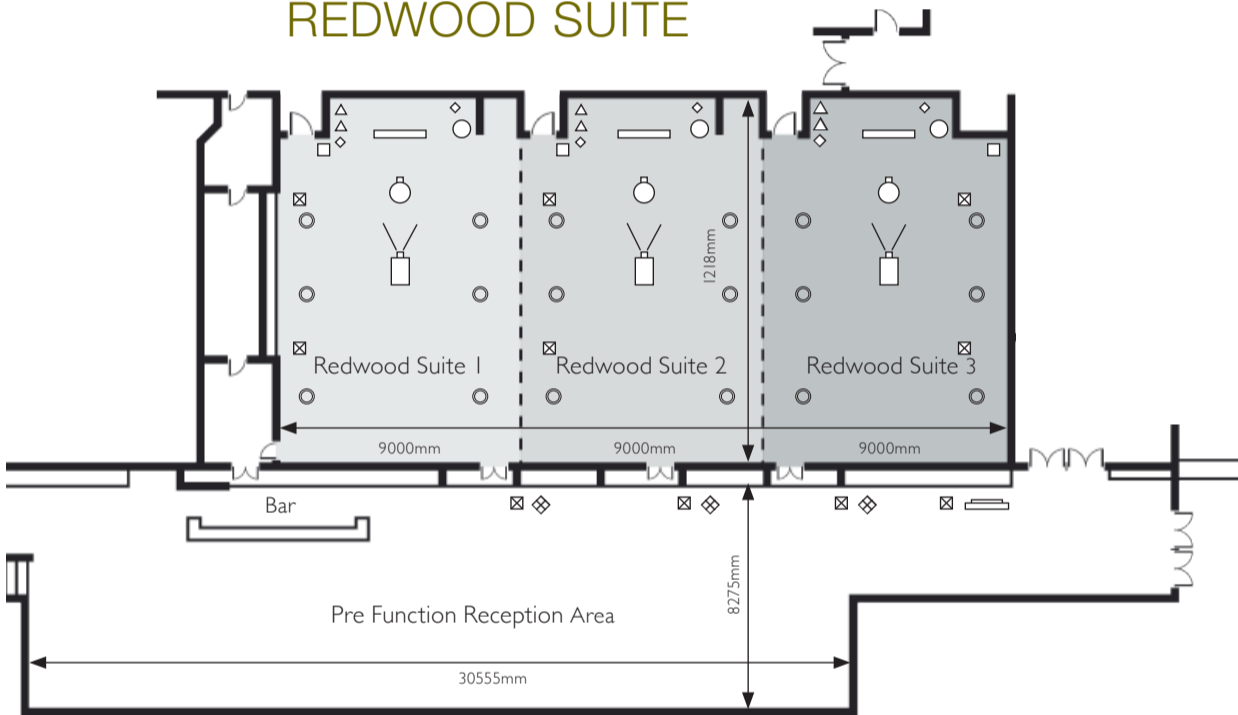 REDWOOD SUITE
1218mm
Redwood Suite 1
Redwood Suite 2
Redwood Suite 3
9000mm
9000mm
9000mm
Bar
8275mm
Pre Function Reception Area
30555mm